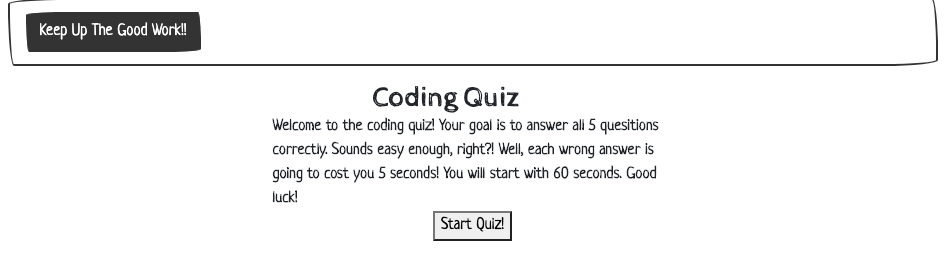 Keep Up The Good Work!!
Coding Quiz
Welcome to the coding quiz! Your goal is to answer all 5 quesitions
correctly. Sounds easy enough, right?! Well, each wrong answer is
going to cost you 5 seconds! You will start with 60 seconds. Good
luck!
Start Quiz!